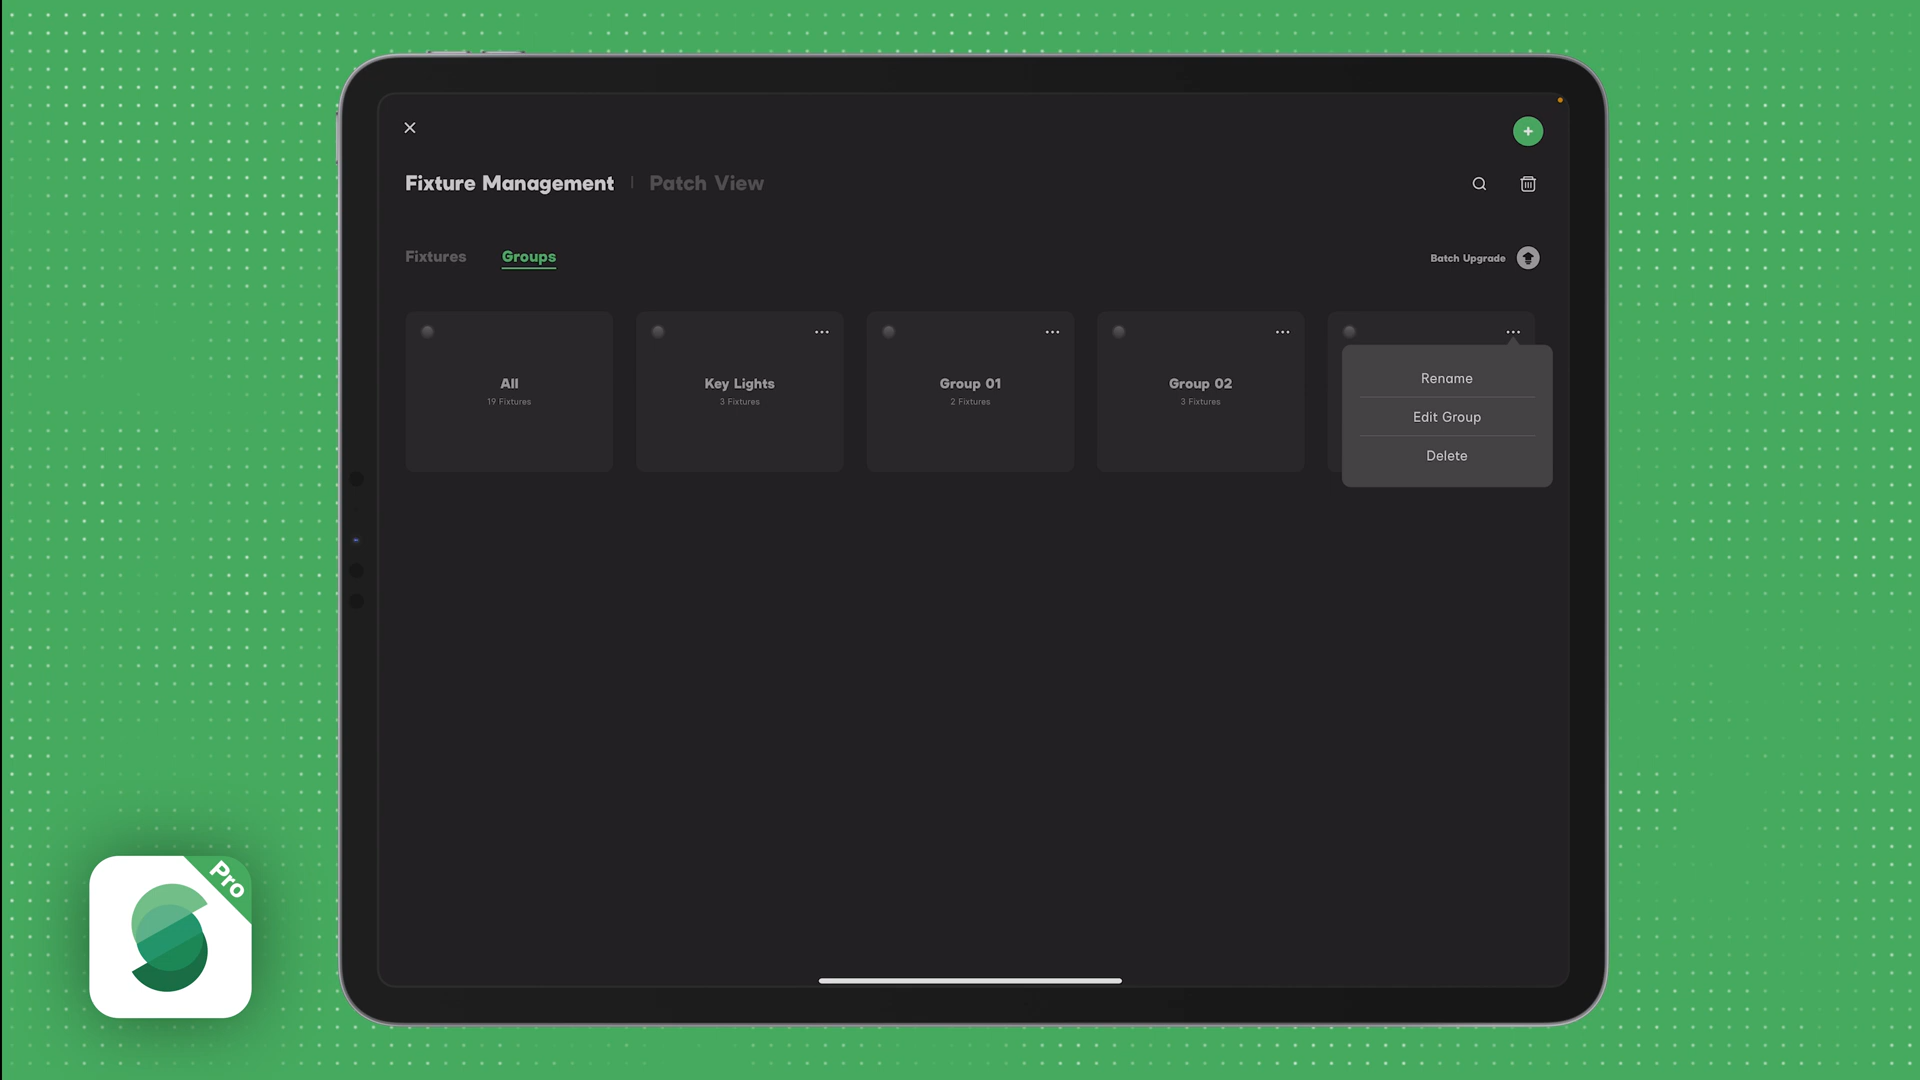 Fixture Management | Patch View
Fixtures
Groups
Batch Upgrade
All
19 Fixtures
Key Lights
3 Fixtures
Group 01
2 Fixtures
Group 02
3 Fixtures
Rename
Edit Group
Delete
Pro